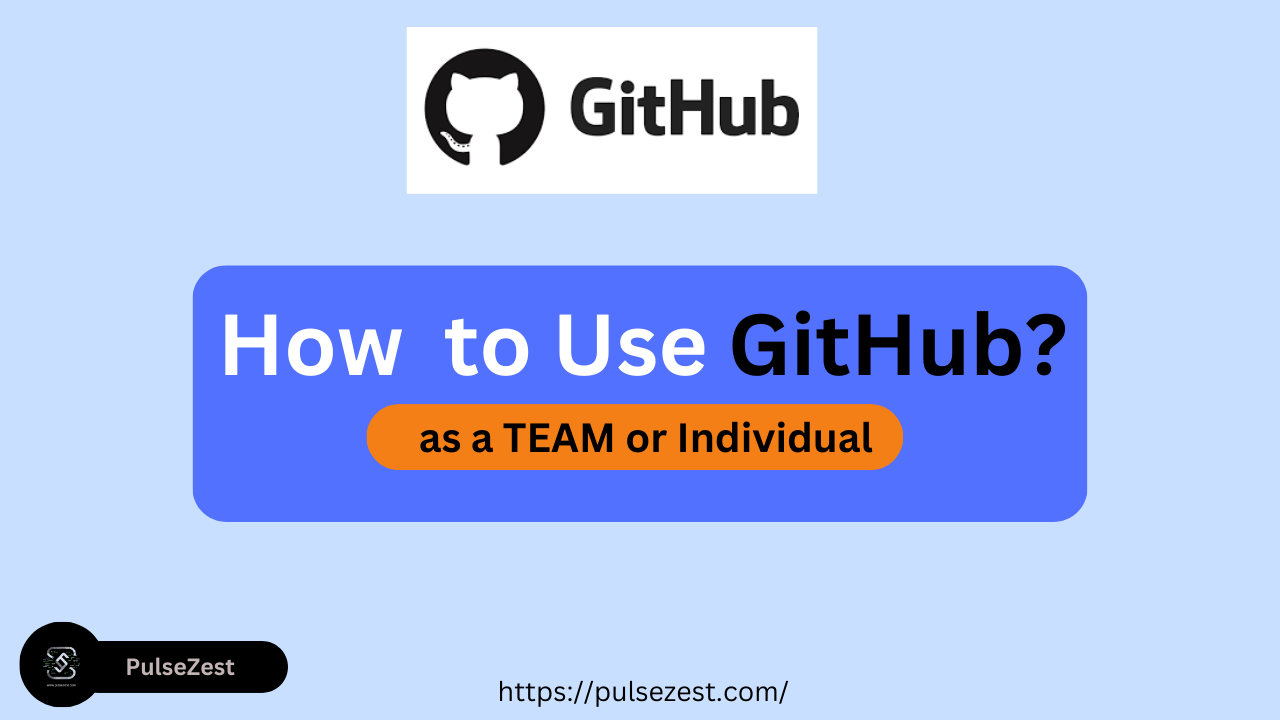 GitHub
How to Use GitHub?
as a TEAM or Individual
PulseZest
https://pulsezest.com/